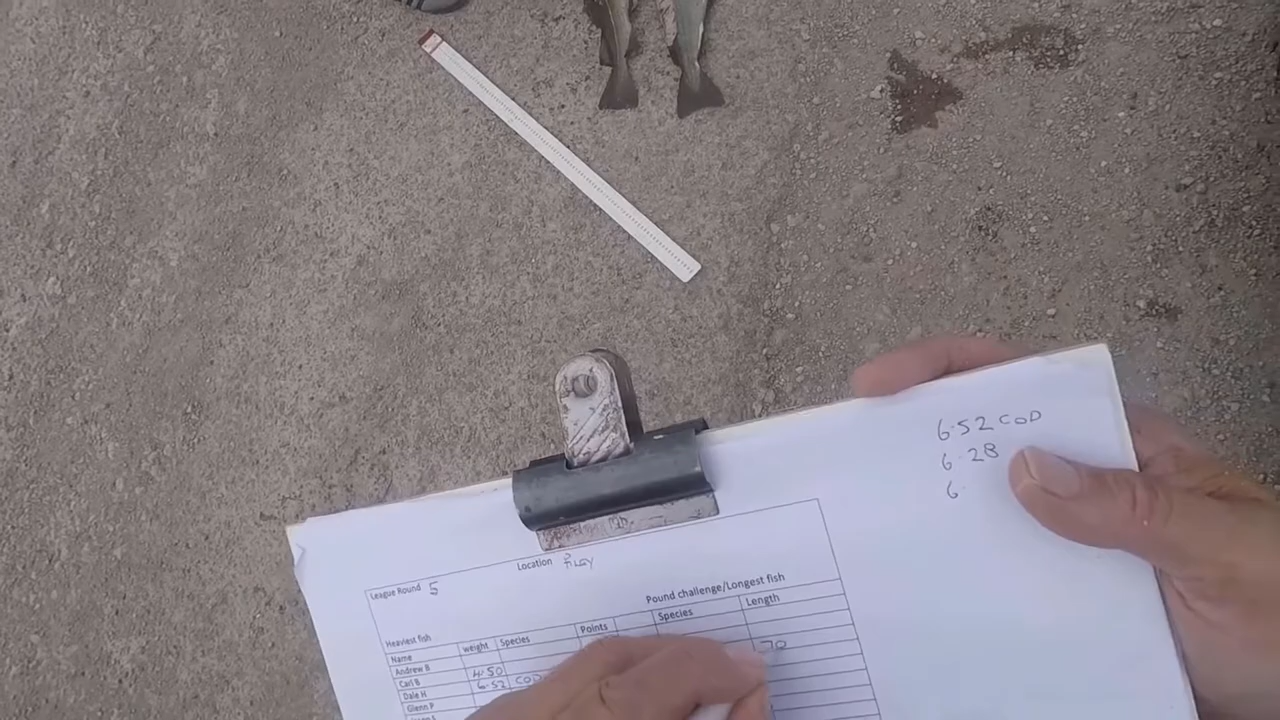 6.52 COD
6.28
6.
League Round 5 Location FILEY
Pound challenge/Longest fish
Heaviest fish
Name weight Species Points Species Length
Andrew B
Carl B 4.50 70
Dale H 6.52 COD
Glenn P